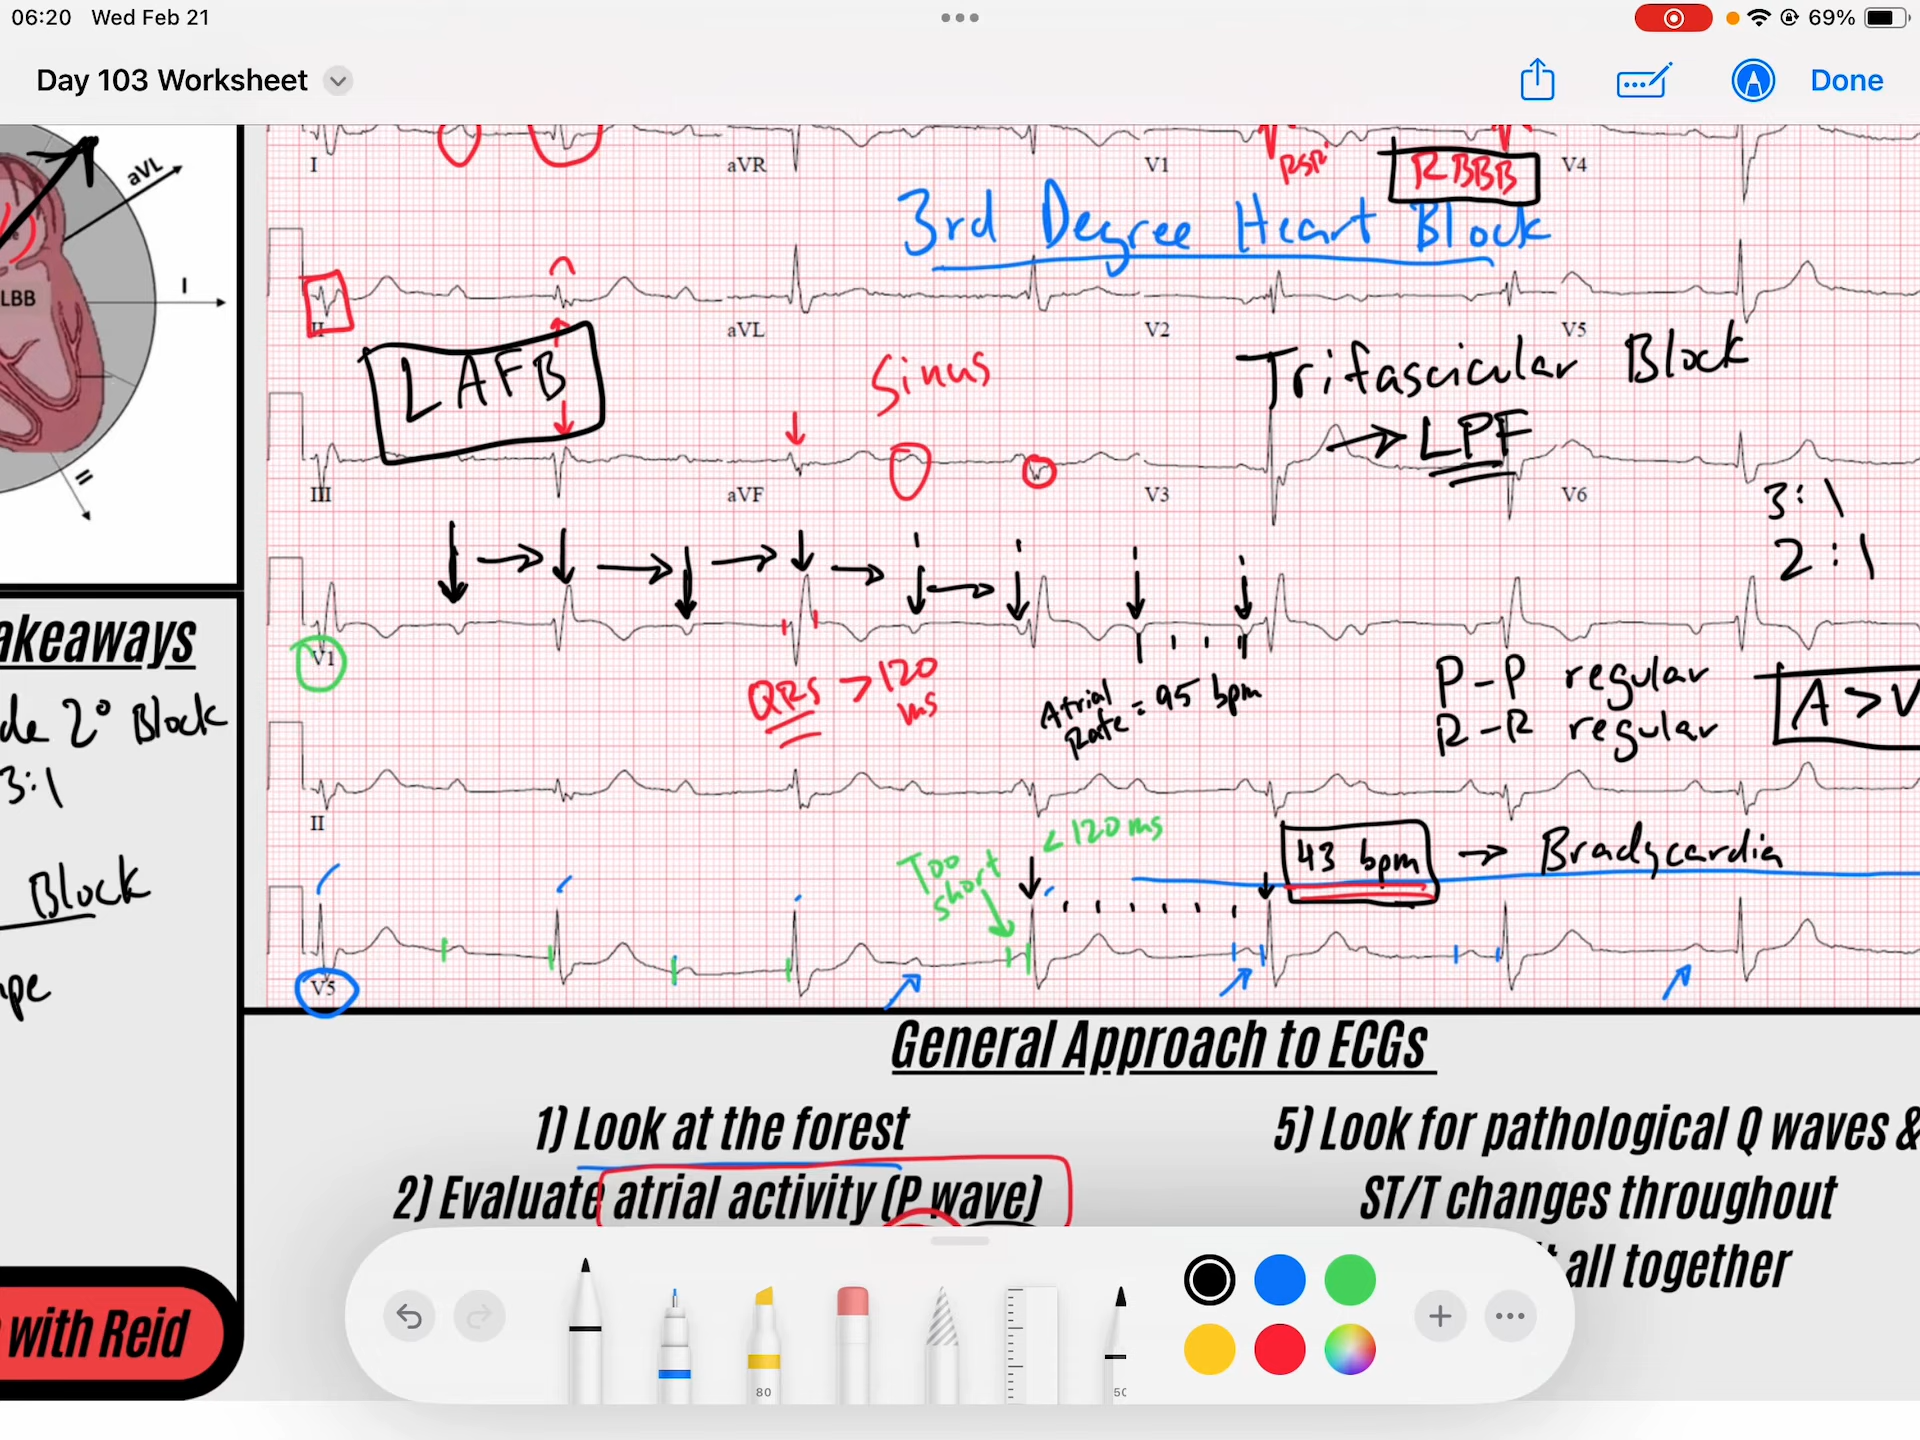 06:20 Wed Feb 21
69%
Day 103 Worksheet
Done
aVL
I
LBB
II
akeaways
de 2° Block
3:1
Block
ope
with Reid
I
aVR
V1
V4
RSR'
RBBB
3rd Degree Heart Block
II
aVL
V2
V5
LAFB
Sinus
Trifascicular Block
→ LPF
III
aVF
V3
V6
3:1
2:1
V1
QRS > 120
ms
Atrial
Rate = 95 bpm
P-P regular
R-R regular
A > V
II
Too
short
< 120 ms
43 bpm → Bradycardia
V5
General Approach to ECGs
1) Look at the forest
2) Evaluate atrial activity (P wave)
5) Look for pathological Q waves &
ST/T changes throughout
all together
80
50